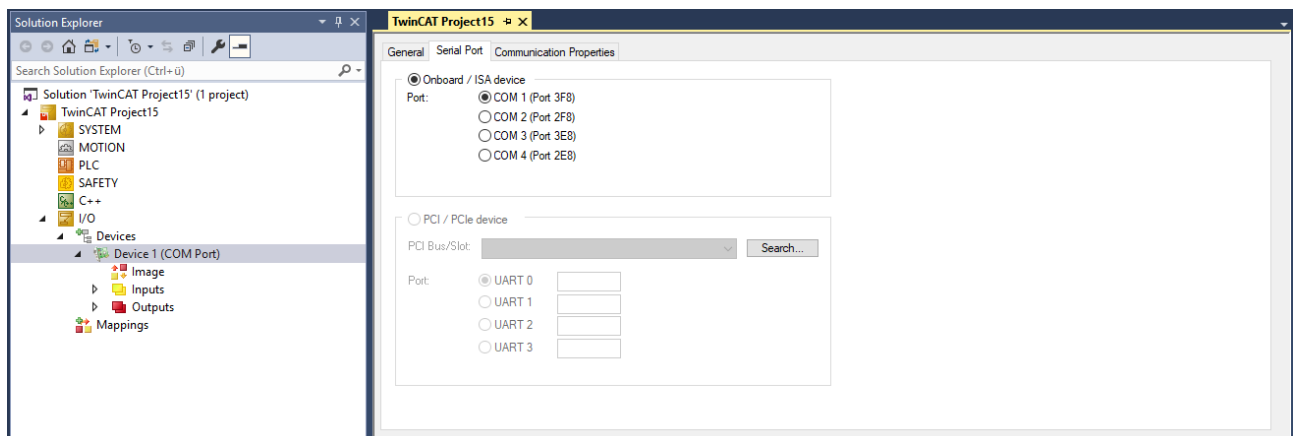 Solution Explorer
Search Solution Explorer (Ctrl+ü)
Solution 'TwinCAT Project15' (1 project)
TwinCAT Project15
SYSTEM
MOTION
PLC
SAFETY
C++
I/O
Devices
Device 1 (COM Port)
Image
Inputs
Outputs
Mappings
TwinCAT Project15
General Serial Port Communication Properties
Onboard / ISA device
Port: COM 1 (Port 3F8)
COM 2 (Port 2F8)
COM 3 (Port 3E8)
COM 4 (Port 2E8)
PCI / PCIe device
PCI Bus/Slot: Search...
Port: UART 0
UART 1
UART 2
UART 3